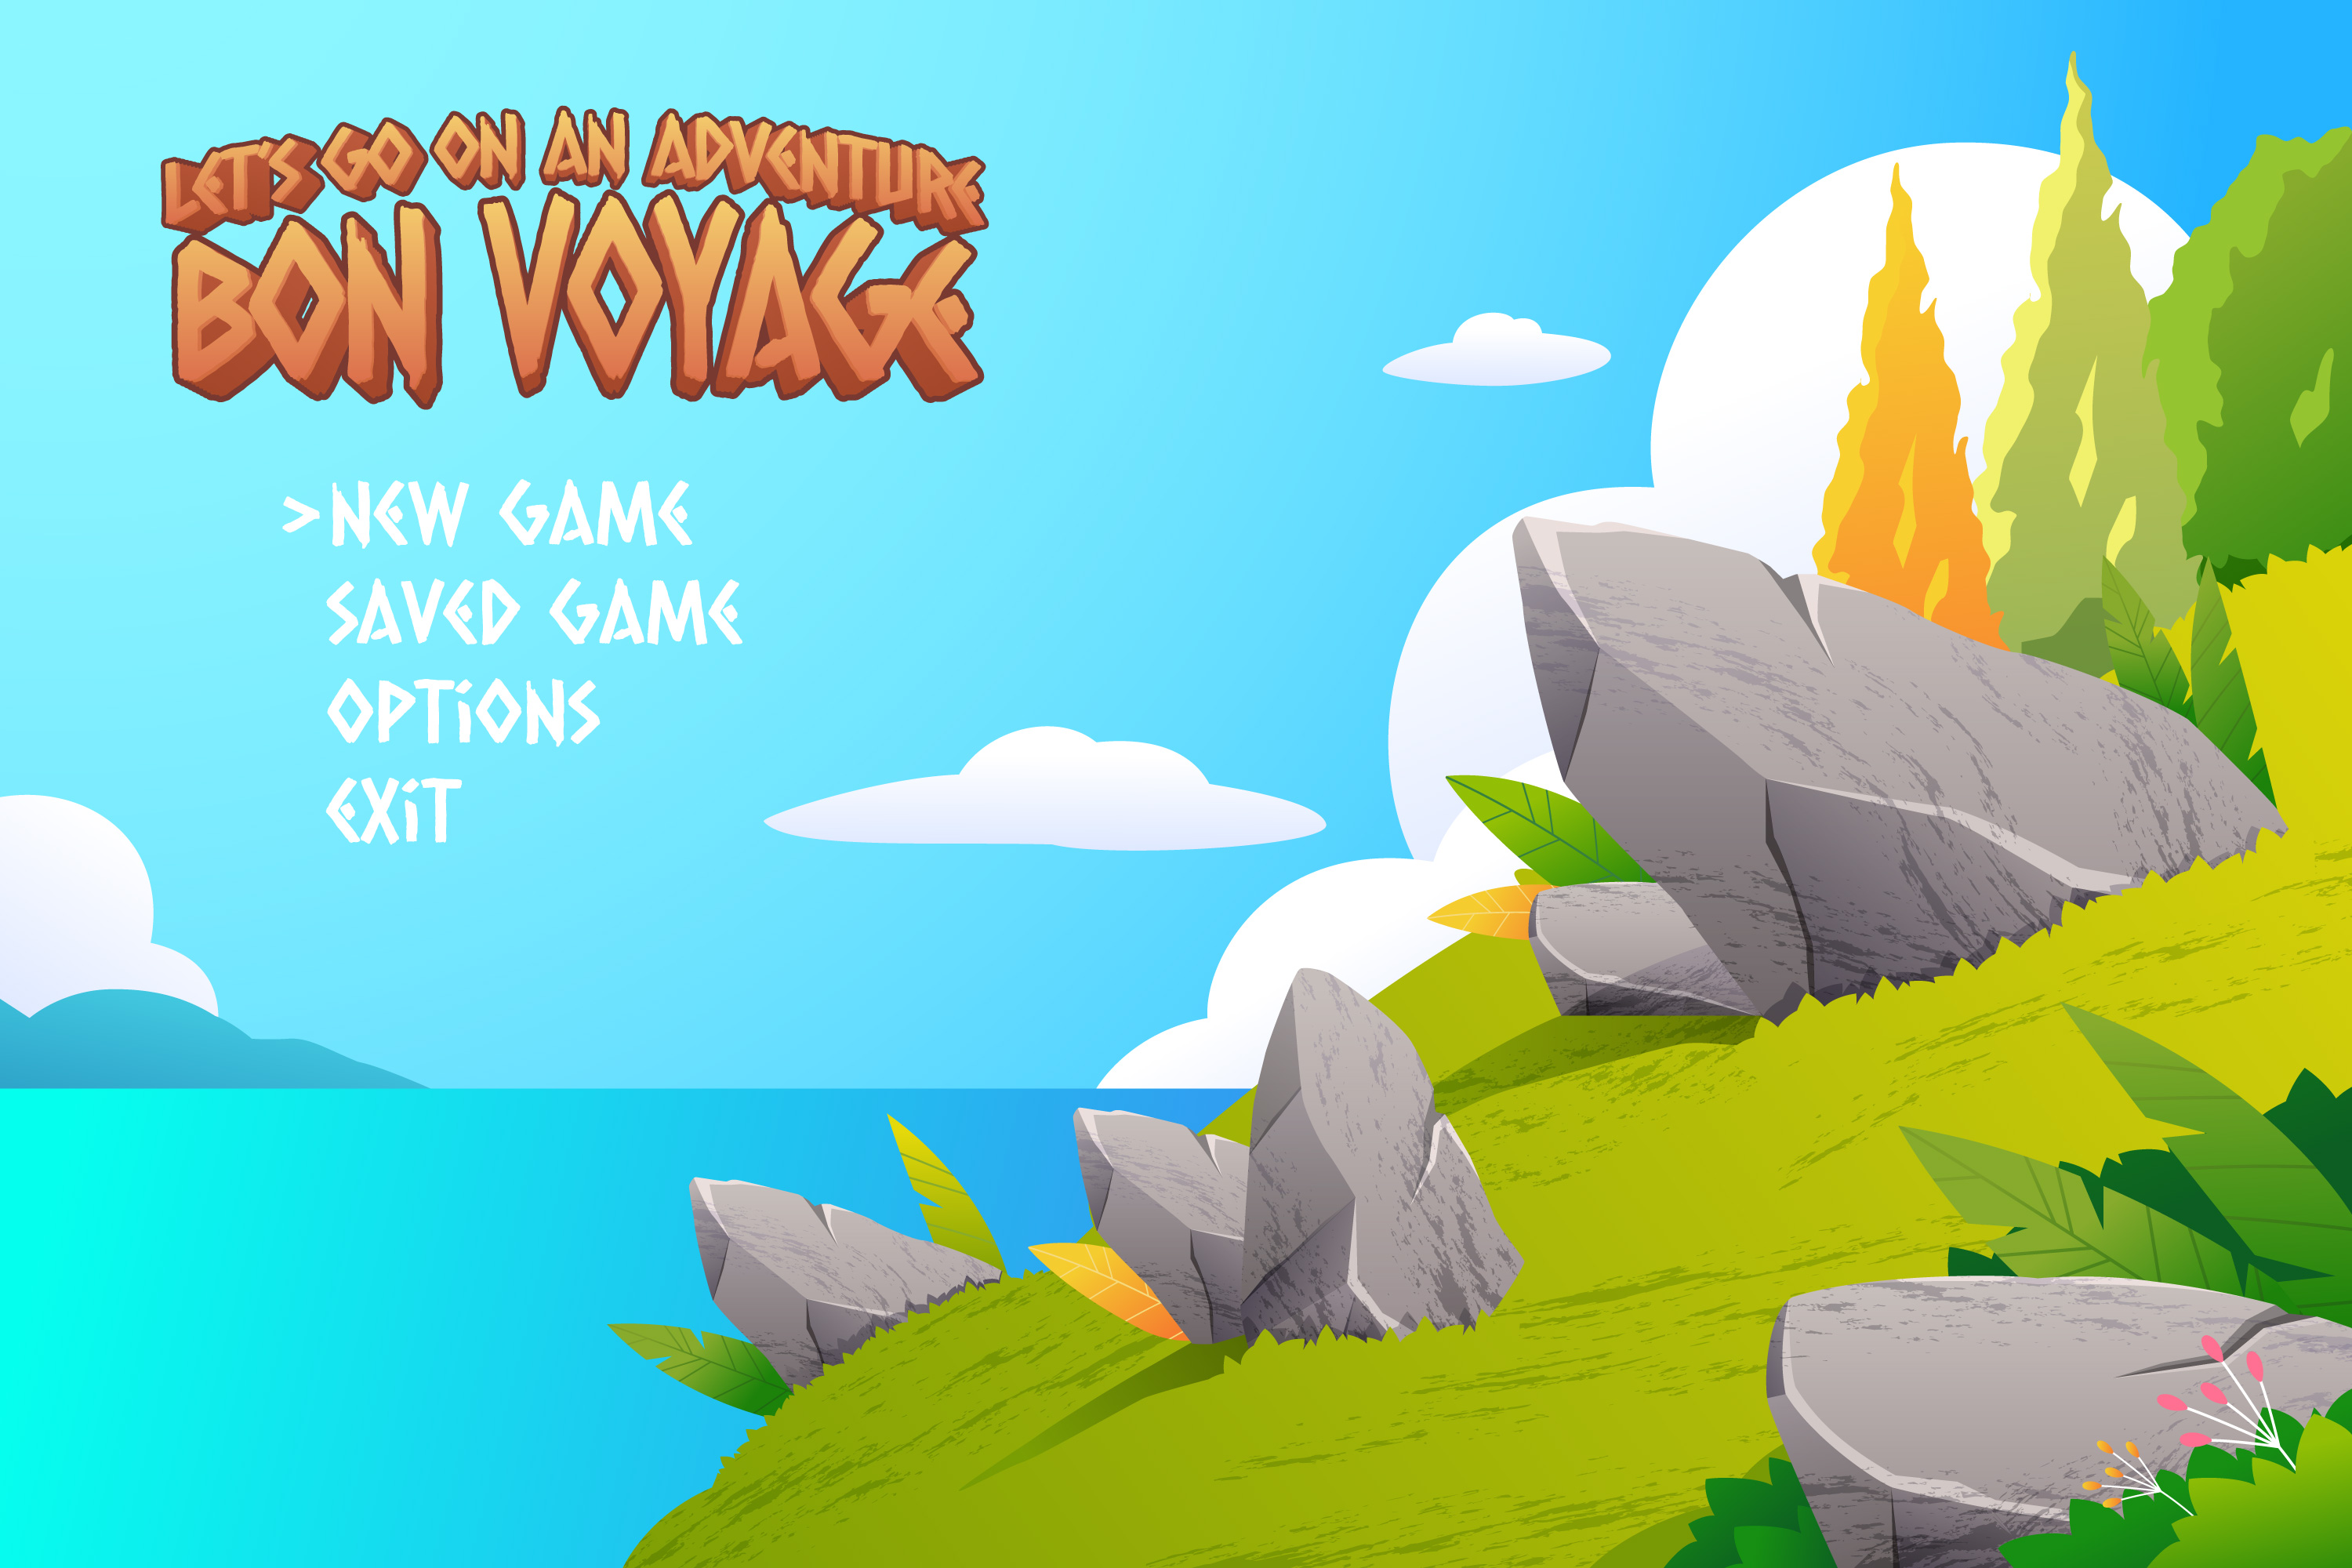 LET'S GO ON AN ADVENTURE
BON VOYAGE
>NEW GAME
SAVED GAME
OPTiONS
EXiT